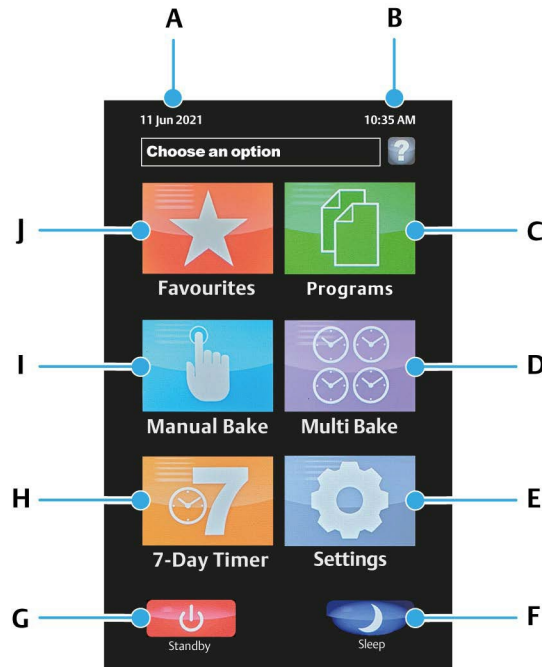 A
B
11 Jun 2021 10:35 AM
Choose an option ?
J
C
Favourites Programs
I
D
Manual Bake Multi Bake
H
7
E
7-Day Timer Settings
G
F
Standby Sleep